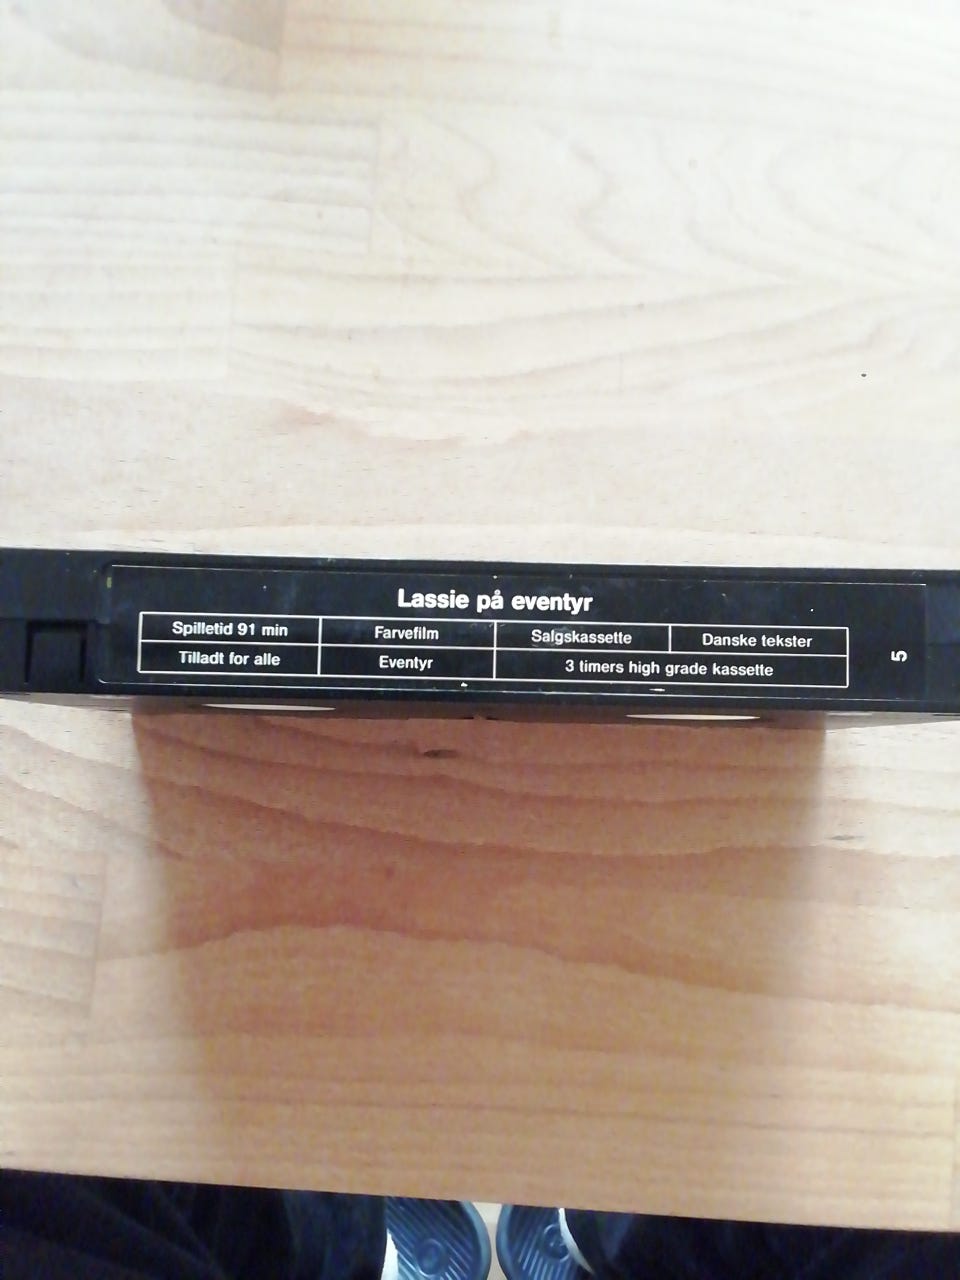 Lassie på eventyr
Spilletid 91 min Farvefilm Salgskassette Danske tekster
Tilladt for alle Eventyr 3 timers high grade kassette
5